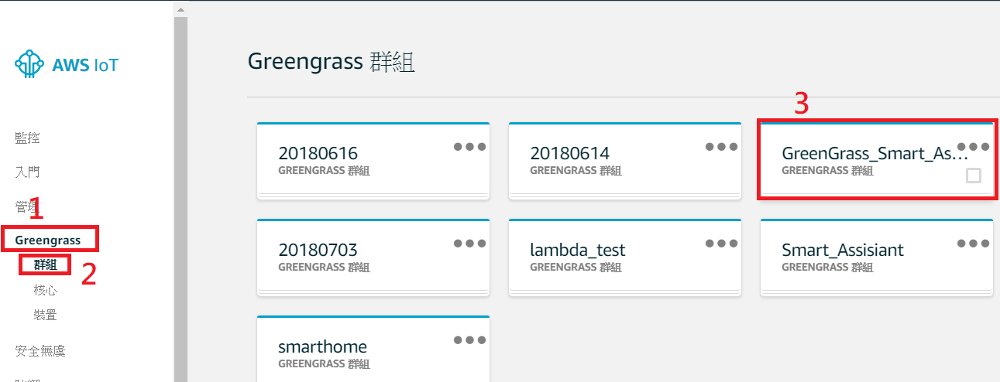 AWS IoT
監控
入門
管理
1
Greengrass
群組
2
核心
裝置
安全無虞
防禦
Greengrass 群組
3
20180616
GREENGRASS 群組
20180614
GREENGRASS 群組
GreenGrass_Smart_As...
GREENGRASS 群組
20180703
GREENGRASS 群組
lambda_test
GREENGRASS 群組
Smart_Assisiant
GREENGRASS 群組
smarthome
GREENGRASS 群組